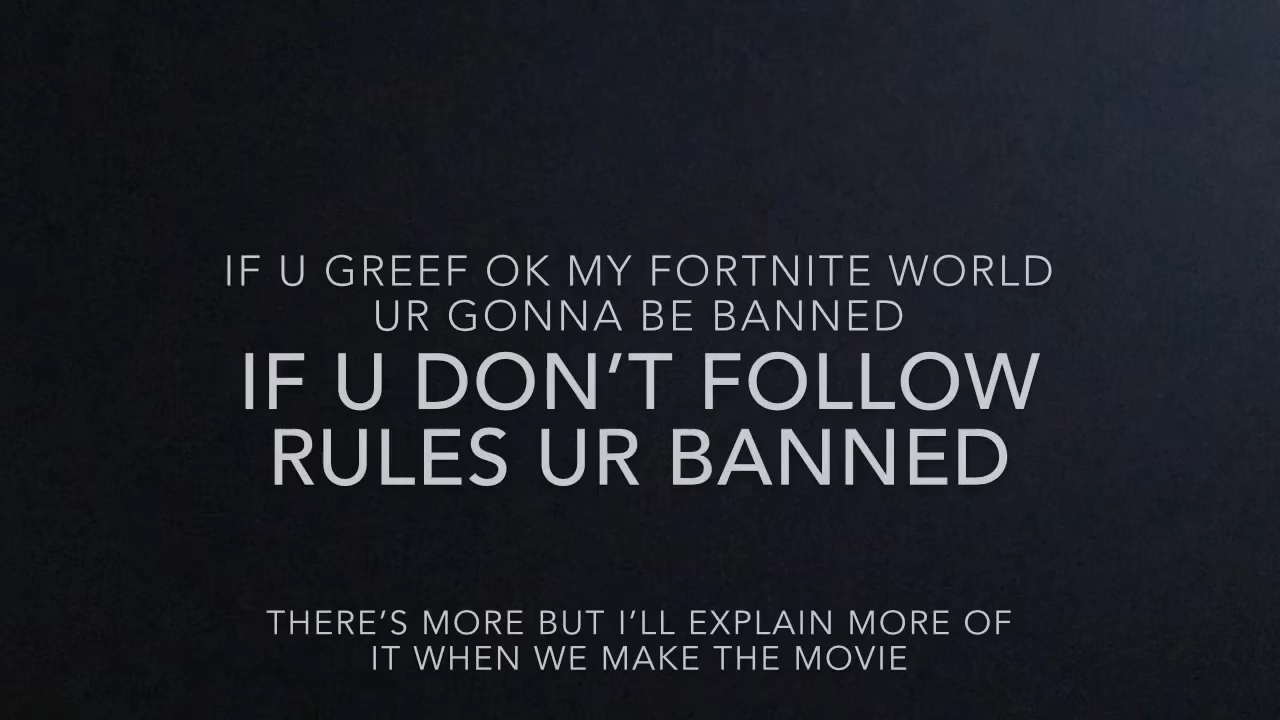 IF U GREEF OK MY FORTNITE WORLD
UR GONNA BE BANNED
IF U DON’T FOLLOW
RULES UR BANNED
THERE’S MORE BUT I’LL EXPLAIN MORE OF
IT WHEN WE MAKE THE MOVIE